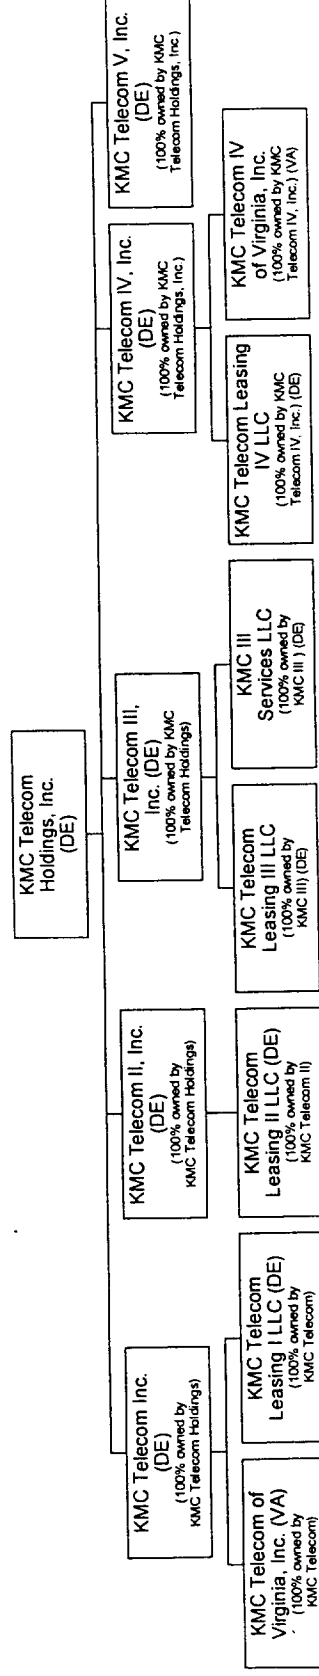 KMC Telecom
Holdings, Inc.
(DE)
KMC Telecom Inc.
(DE)
(100% owned by
KMC Telecom Holdings)
KMC Telecom II, Inc.
(DE)
(100% owned by
KMC Telecom Holdings)
KMC Telecom III,
Inc. (DE)
(100% owned by KMC
Telecom Holdings)
KMC Telecom IV, Inc.
(DE)
(100% owned by KMC
Telecom Holdings, Inc.)
KMC Telecom V, Inc.
(DE)
(100% owned by KMC
Telecom Holdings, Inc.)
KMC Telecom of
Virginia, Inc. (VA)
(100% owned by
KMC Telecom)
KMC Telecom
Leasing I LLC (DE)
(100% owned by
KMC Telecom)
KMC Telecom
Leasing II LLC (DE)
(100% owned by
KMC Telecom II)
KMC Telecom
Leasing III LLC
(100% owned by
KMC III) (DE)
KMC III
Services LLC
(100% owned by
KMC III ) (DE)
KMC Telecom Leasing
IV LLC
(100% owned by KMC
Telecom IV, Inc.) (DE)
KMC Telecom IV
of Virginia, Inc.
(100% owned by KMC
Telecom IV, Inc.) (VA)